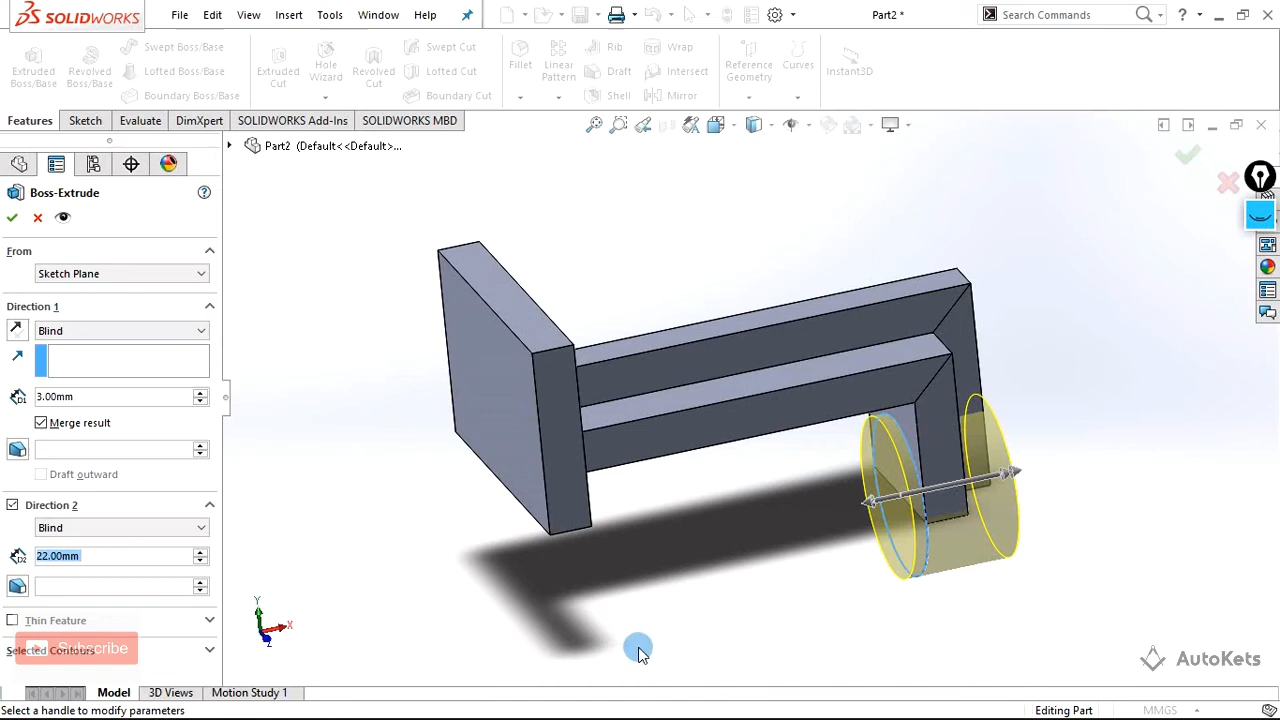 SOLIDWORKS File Edit View Insert Tools Window Help Part2 * Search Commands
Extruded Boss/Base
Revolved Boss/Base
Swept Boss/Base
Lofted Boss/Base
Boundary Boss/Base
Extruded Cut
Hole Wizard
Revolved Cut
Swept Cut
Lofted Cut
Boundary Cut
Fillet
Linear Pattern
Rib
Draft
Shell
Wrap
Intersect
Mirror
Reference Geometry
Curves
Instant3D
Features Sketch Evaluate DimXpert SOLIDWORKS Add-Ins SOLIDWORKS MBD
Part2 (Default<<Default>...
Boss-Extrude
From
Sketch Plane
Direction 1
Blind
D1 3.00mm
Merge result
Draft outward
Direction 2
Blind
D2 22.00mm
Thin Feature
Subscribe
Selected Contours
Y
X
Z
AutoKets
Model 3D Views Motion Study 1
Select a handle to modify parameters Editing Part MMGS